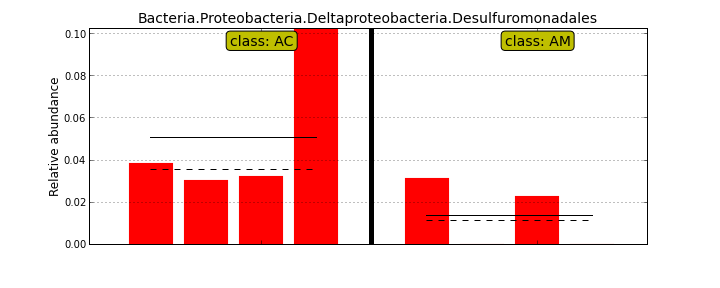 Bacteria.Proteobacteria.Deltaproteobacteria.Desulfuromonadales
class: AC
class: AM
Relative abundance
0.10
0.08
0.06
0.04
0.02
0.00